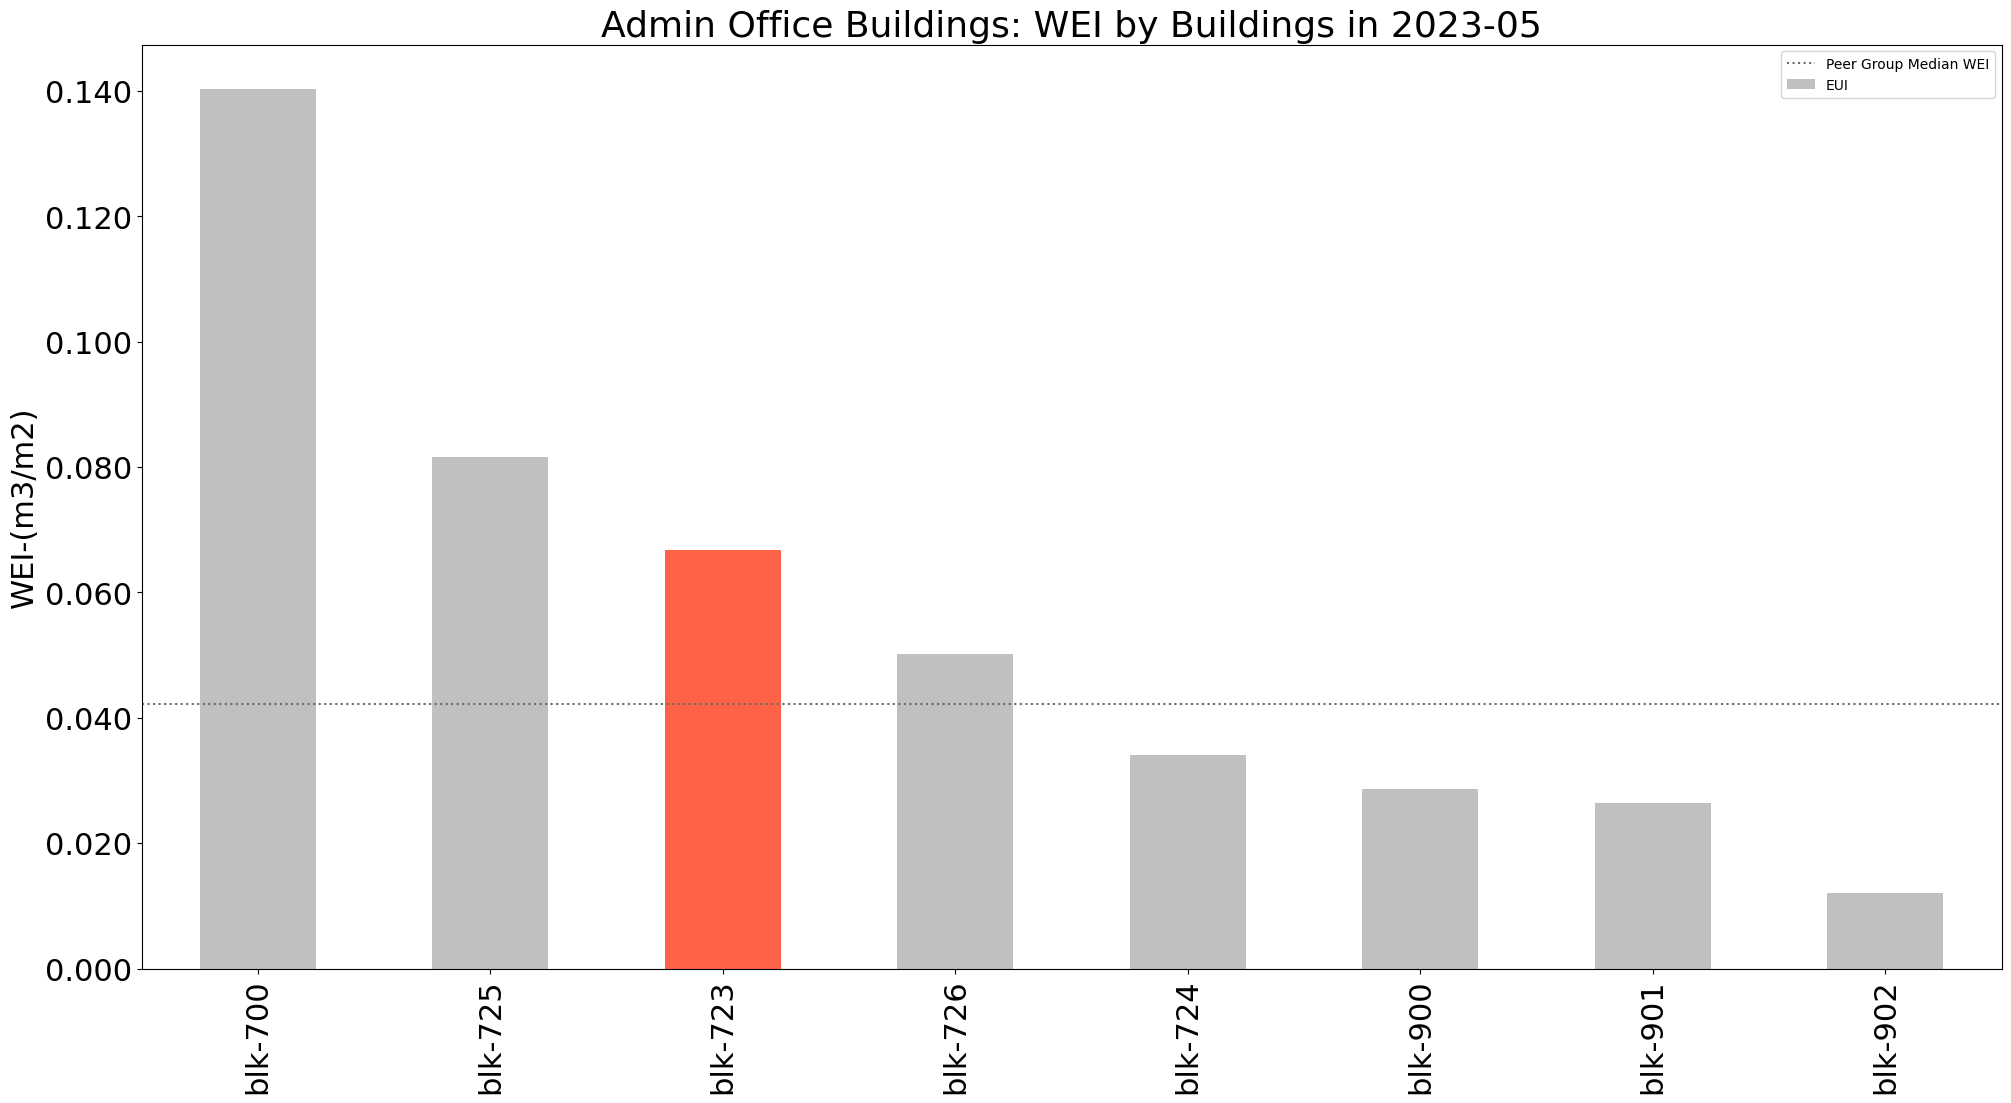 Admin Office Buildings: WEI by Buildings in 2023-05
Peer Group Median WEI
EUI
WEI-(m3/m2)
0.140
0.120
0.100
0.080
0.060
0.040
0.020
0.000
blk-700
blk-725
blk-723
blk-726
blk-724
blk-900
blk-901
blk-902